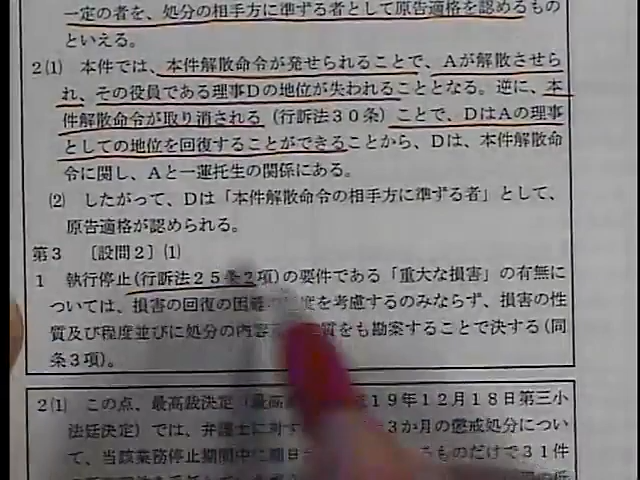 一定の者を、処分の相手方に準ずる者として原告適格を認めるもの
といえる。
2(1) 本件では、本件解散命令が発せられることで、Aが解散させら
れ、その役員である理事Dの地位が失われることとなる。逆に、本
件解散命令が取り消される(行訴法30条)ことで、DはAの理事
としての地位を回復することができることから、Dは、本件解散命
令に関し、Aと一蓮托生の関係にある。
(2) したがって、Dは「本件解散命令の相手方に準ずる者」として、
原告適格が認められる。
第3 〔設問2〕(1)
1 執行停止(行訴法25条2項)の要件である「重大な損害」の有無に
ついては、損害の回復の困難 度を考慮するのみならず、損害の性
質及び程度並びに処分の内容 質をも勘案することで決する(同
条3項)。
2(1) この点、最高裁決定( 19年12月18日第三小
法廷決定)では、弁護士に対す 3か月の懲戒処分につい
て、当該業務停止期間中に期日 るものだけで31件